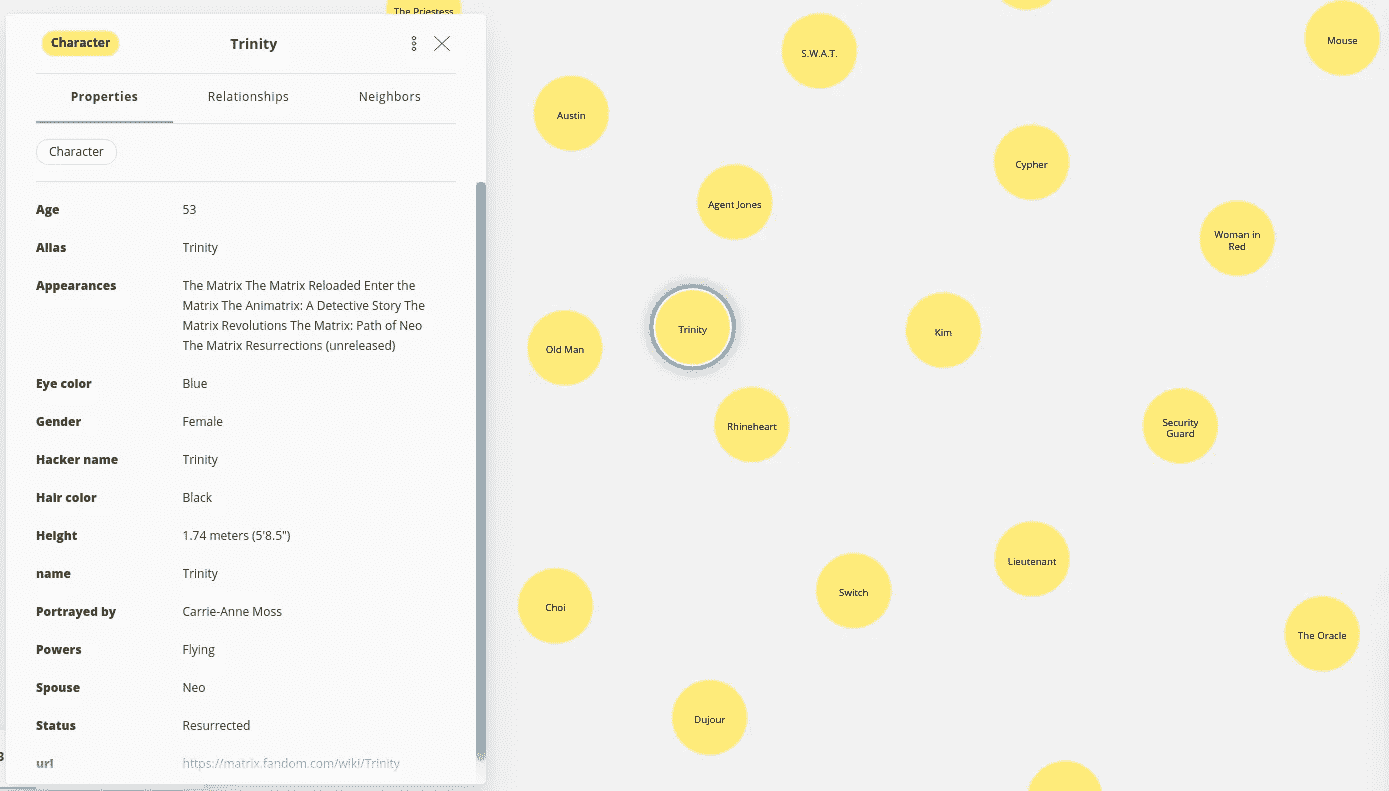 The Priestess
Character
Trinity
Properties
Relationships
Neighbors
Character
Age
53
Alias
Trinity
Appearances
The Matrix The Matrix Reloaded Enter the
Matrix The Animatrix: A Detective Story The
Matrix Revolutions The Matrix: Path of Neo
The Matrix Resurrections (unreleased)
Eye color
Blue
Gender
Female
Hacker name
Trinity
Hair color
Black
Height
1.74 meters (5'8.5")
name
Trinity
Portrayed by
Carrie-Anne Moss
Powers
Flying
Spouse
Neo
Status
Resurrected
url
https://matrix.fandom.com/wiki/Trinity
S.W.A.T.
Mouse
Austin
Cypher
Agent Jones
Woman in
Red
Trinity
Kim
Old Man
Rhineheart
Security
Guard
Lieutenant
Switch
Choi
The Oracle
Dujour